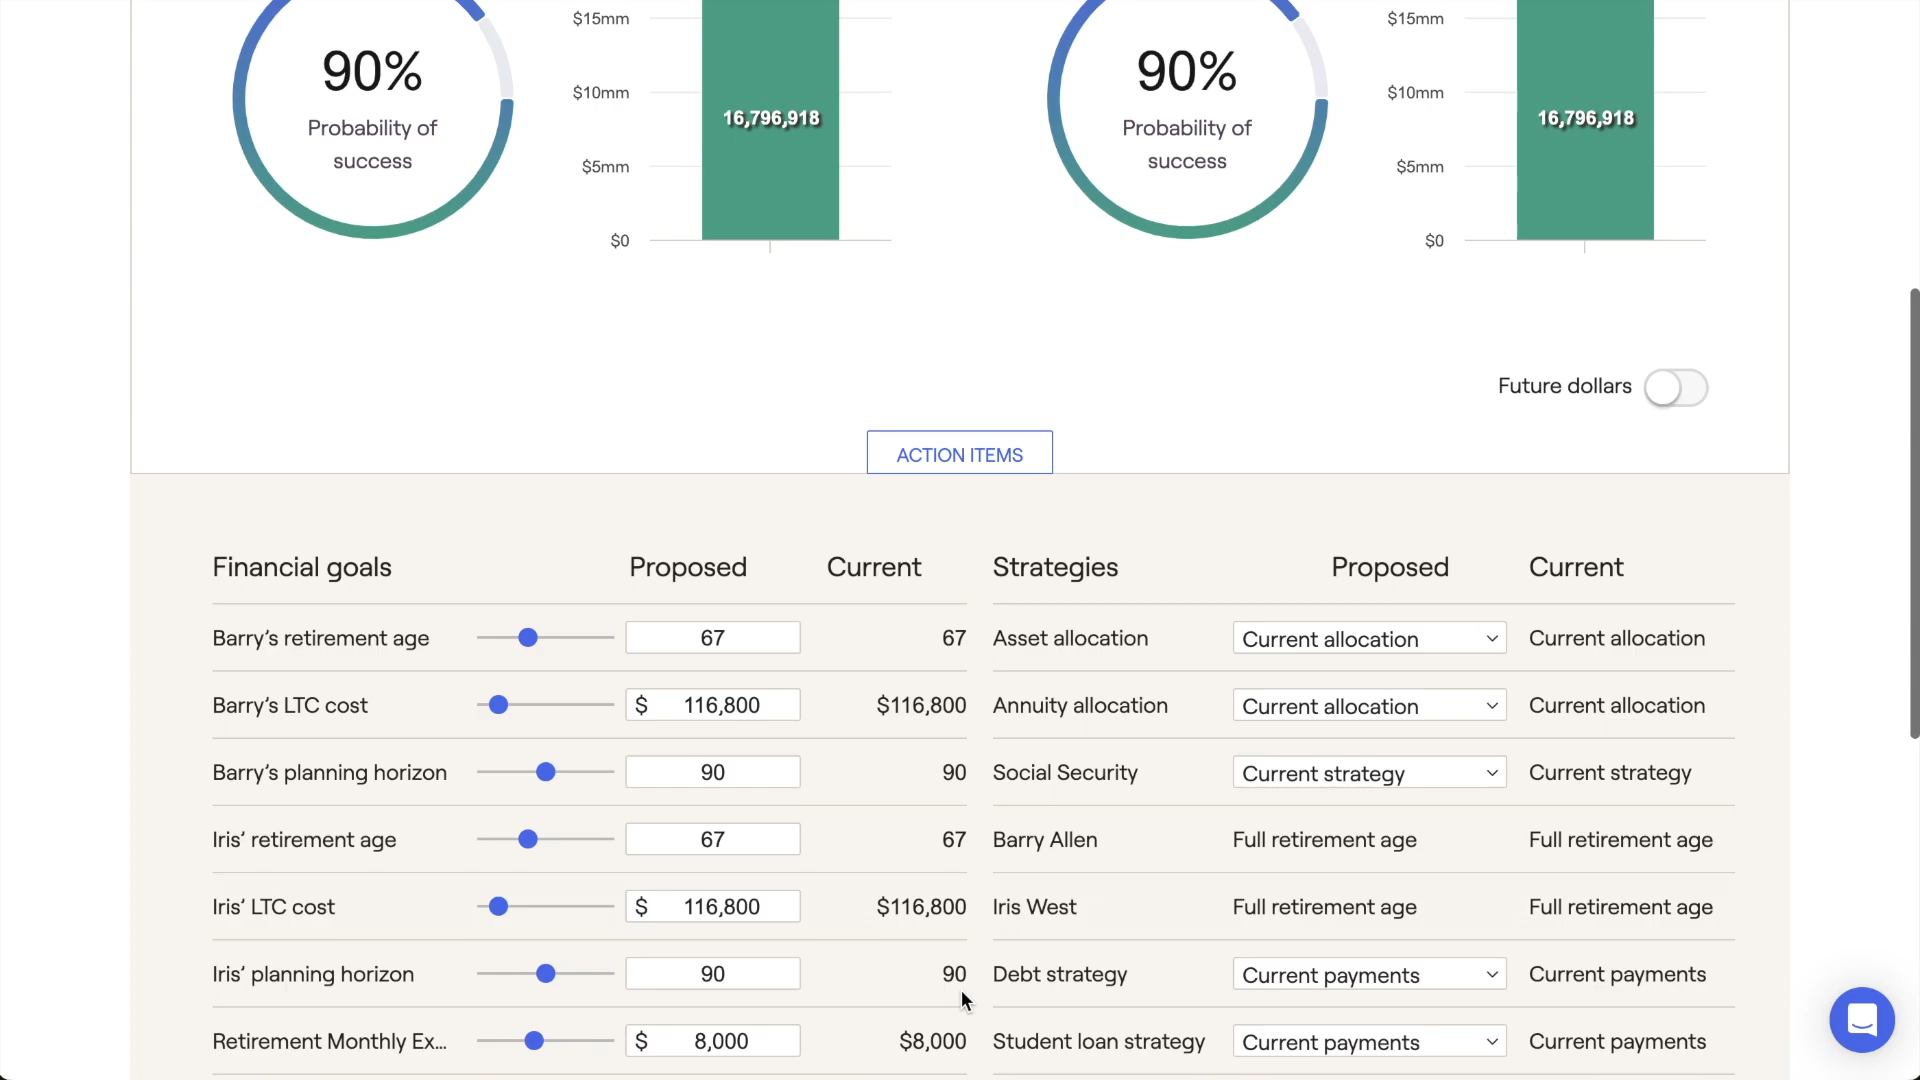 90%
Probability of
success
$15mm
$10mm
$5mm
$0
16,796,918
90%
Probability of
success
$15mm
$10mm
$5mm
$0
16,796,918
Future dollars
ACTION ITEMS
Financial goals Proposed Current
Barry's retirement age 67 67
Barry's LTC cost $ 116,800 $116,800
Barry's planning horizon 90 90
Iris' retirement age 67 67
Iris' LTC cost $ 116,800 $116,800
Iris' planning horizon 90 90
Retirement Monthly Ex... $ 8,000 $8,000
Strategies Proposed Current
Asset allocation Current allocation Current allocation
Annuity allocation Current allocation Current allocation
Social Security Current strategy Current strategy
Barry Allen Full retirement age Full retirement age
Iris West Full retirement age Full retirement age
Debt strategy Current payments Current payments
Student loan strategy Current payments Current payments